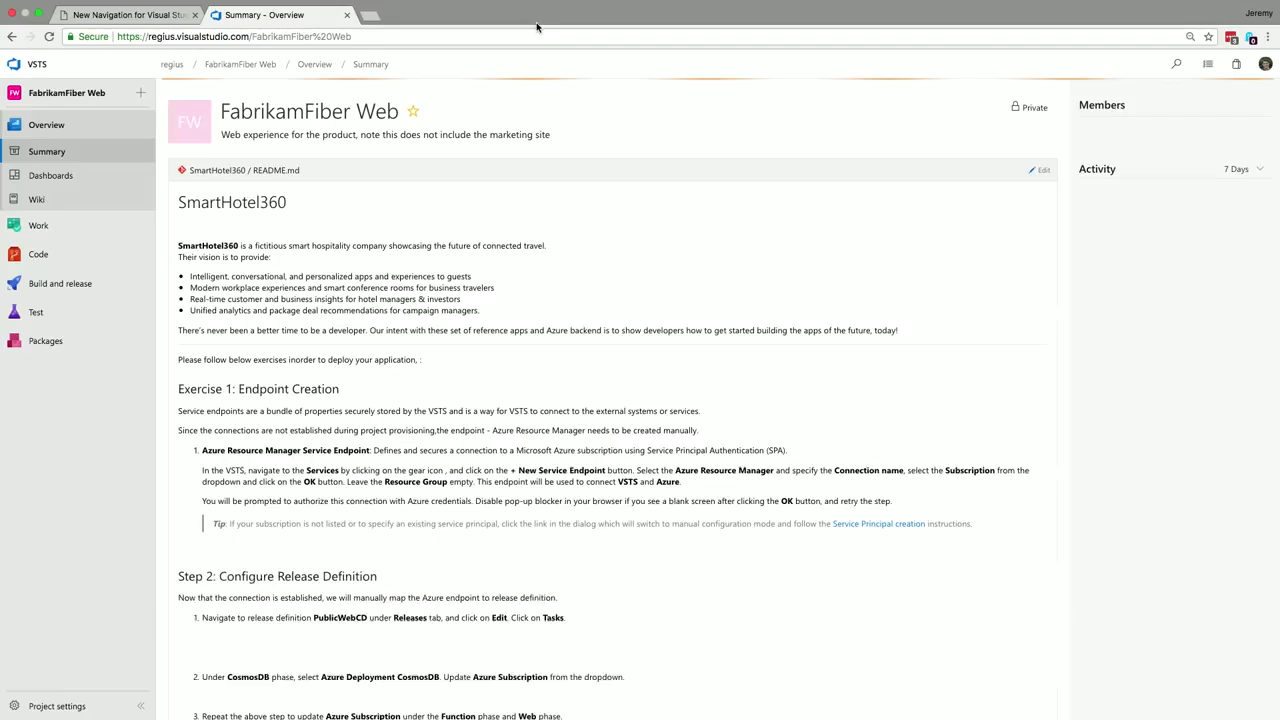 Jeremy
New Navigation for Visual Stu
Summary - Overview
Secure | https://regius.visualstudio.com/FabrikamFiber%20Web
VSTS
regius / FabrikamFiber Web / Overview / Summary
FW FabrikamFiber Web
Overview
Summary
Dashboards
Wiki
Work
Code
Build and release
Test
Packages
Project settings
FW
FabrikamFiber Web
Private
Web experience for the product, note this does not include the marketing site
SmartHotel360 / README.md
Edit
SmartHotel360
SmartHotel360 is a fictitious smart hospitality company showcasing the future of connected travel.
Their vision is to provide:
• Intelligent, conversational, and personalized apps and experiences to guests
• Modern workplace experiences and smart conference rooms for business travelers
• Real-time customer and business insights for hotel managers & investors
• Unified analytics and package deal recommendations for campaign managers.
There's never been a better time to be a developer. Our intent with these set of reference apps and Azure backend is to show developers how to get started building the apps of the future, today!
Please follow below exercises inorder to deploy your application, :
Exercise 1: Endpoint Creation
Service endpoints are a bundle of properties securely stored by the VSTS and is a way for VSTS to connect to the external systems or services.
Since the connections are not established during project provisioning,the endpoint - Azure Resource Manager needs to be created manually.
1. Azure Resource Manager Service Endpoint: Defines and secures a connection to a Microsoft Azure subscription using Service Principal Authentication (SPA).
In the VSTS, navigate to the Services by clicking on the gear icon , and click on the + New Service Endpoint button. Select the Azure Resource Manager and specify the Connection name, select the Subscription from the
dropdown and click on the OK button. Leave the Resource Group empty. This endpoint will be used to connect VSTS and Azure.
You will be prompted to authorize this connection with Azure credentials. Disable pop-up blocker in your browser if you see a blank screen after clicking the OK button, and retry the step.
Tip: If your subscription is not listed or to specify an existing service principal, click the link in the dialog which will switch to manual configuration mode and follow the Service Principal creation instructions.
Step 2: Configure Release Definition
Now that the connection is established, we will manually map the Azure endpoint to release definition.
1. Navigate to release definition PublicWebCD under Releases tab, and click on Edit. Click on Tasks.
2. Under CosmosDB phase, select Azure Deployment CosmosDB. Update Azure Subscription from the dropdown.
3. Repeat the above step to update Azure Subscription under the Function phase and Web phase.
Members
Activity
7 Days